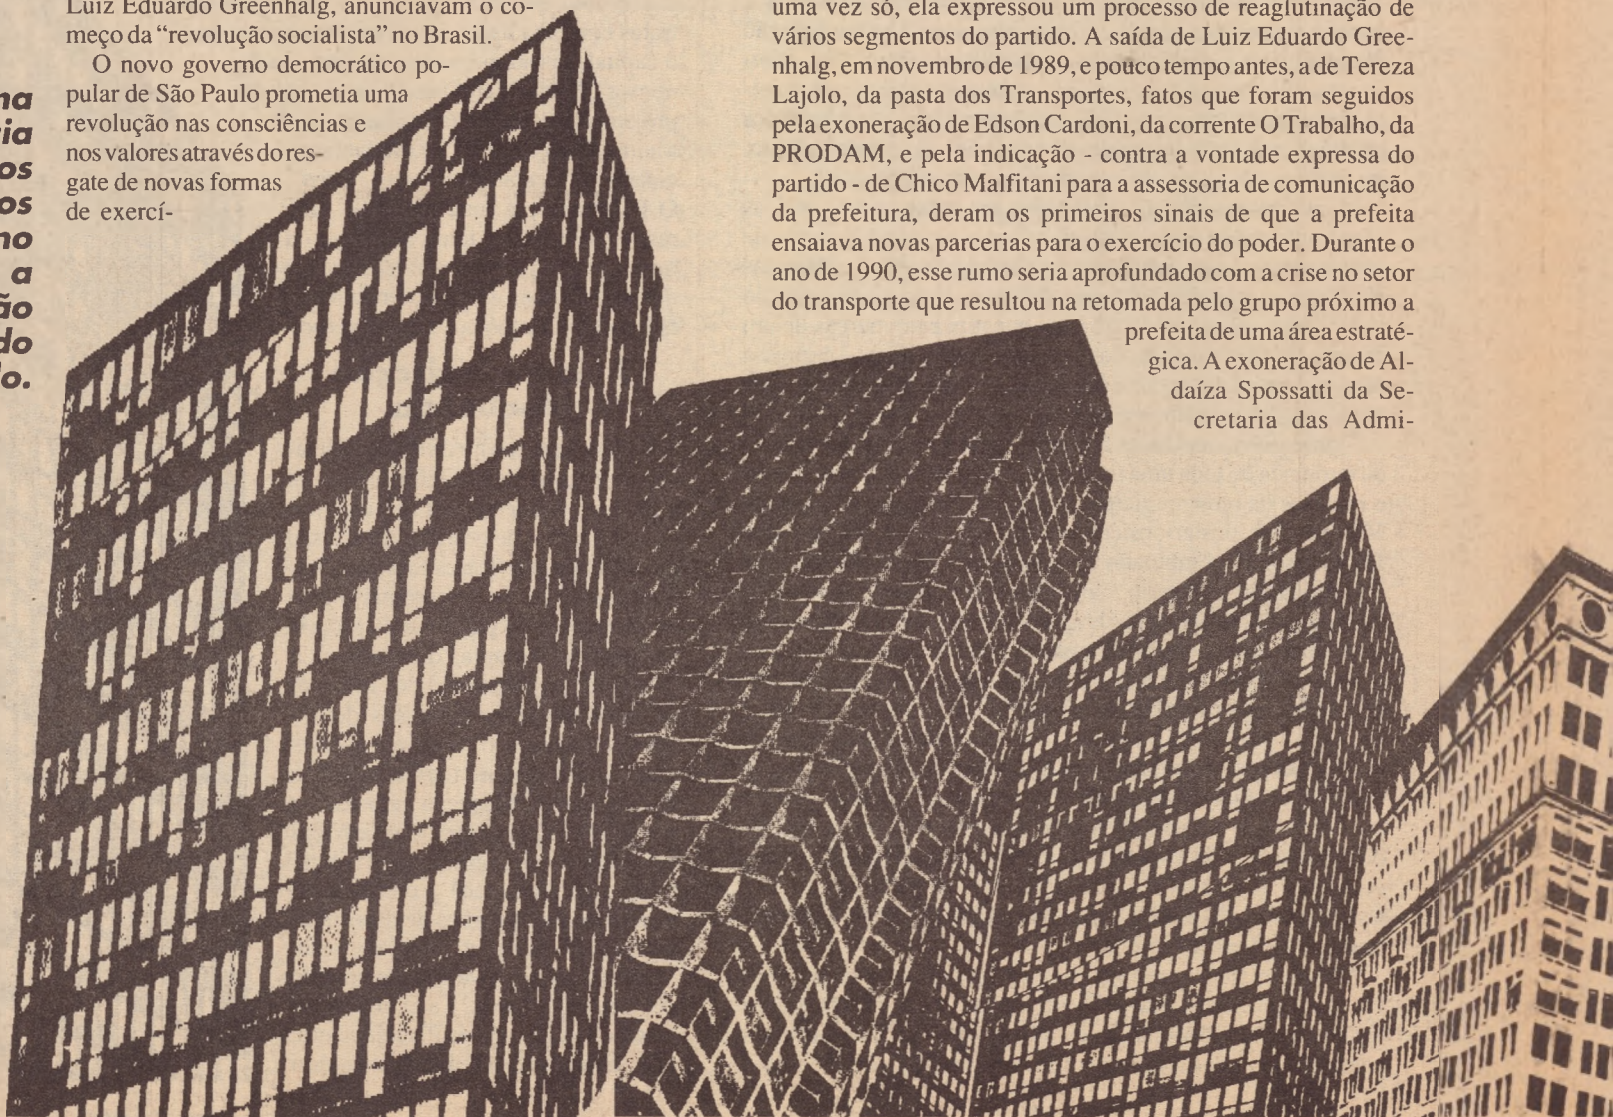 na
ia
os
os
no
a
ão
do
o.
Luiz Eduardo Greenhalg, anunciavam o co-
meço da “revolução socialista” no Brasil.
O novo governo democrático po-
pular de São Paulo prometia uma
revolução nas consciências e
nos valores através do res-
gate de novas formas
de exercí-
uma vez só, ela expressou um processo de reaglutinação de
vários segmentos do partido. A saída de Luiz Eduardo Gree-
nhalg, em novembro de 1989, e pouco tempo antes, a de Tereza
Lajolo, da pasta dos Transportes, fatos que foram seguidos
pela exoneração de Edson Cardoni, da corrente O Trabalho, da
PRODAM, e pela indicação - contra a vontade expressa do
partido - de Chico Malfitani para a assessoria de comunicação
da prefeitura, deram os primeiros sinais de que a prefeita
ensaiava novas parcerias para o exercício do poder. Durante o
ano de 1990, esse rumo seria aprofundado com a crise no setor
do transporte que resultou na retomada pelo grupo próximo a
prefeita de uma área estraté-
gica. A exoneração de Al-
daíza Spossatti da Se-
cretaria das Admi-